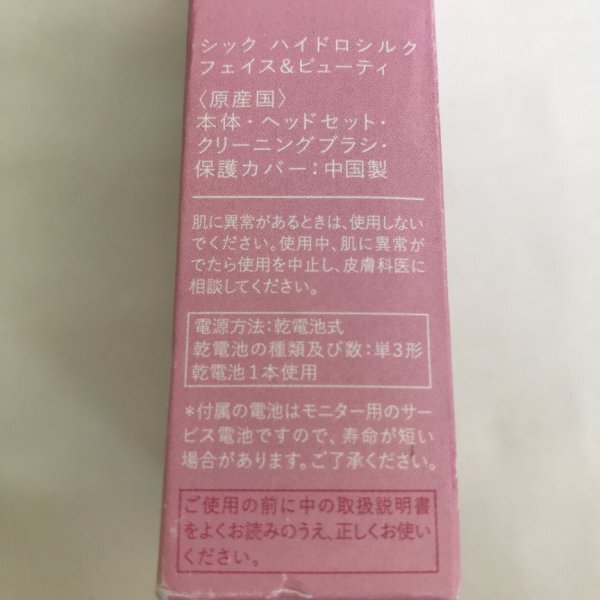 シック ハイドロシルク
フェイス&ビューティ
〈原産国〉
本体・ヘッドセット・
クリーニングブラシ・
保護カバー:中国製
肌に異常があるときは、使用しない
でください。使用中、肌に異常が
でたら使用を中止し、皮膚科医に
相談してください。
電源方法:乾電池式
乾電池の種類及び数:単3形
乾電池1本使用
*付属の電池はモニター用のサー
ビス電池ですので、寿命が短い
場合があります。ご了承ください。
ご使用の前に中の取扱説明書
をよくお読みのうえ、正しくお使い
ください。